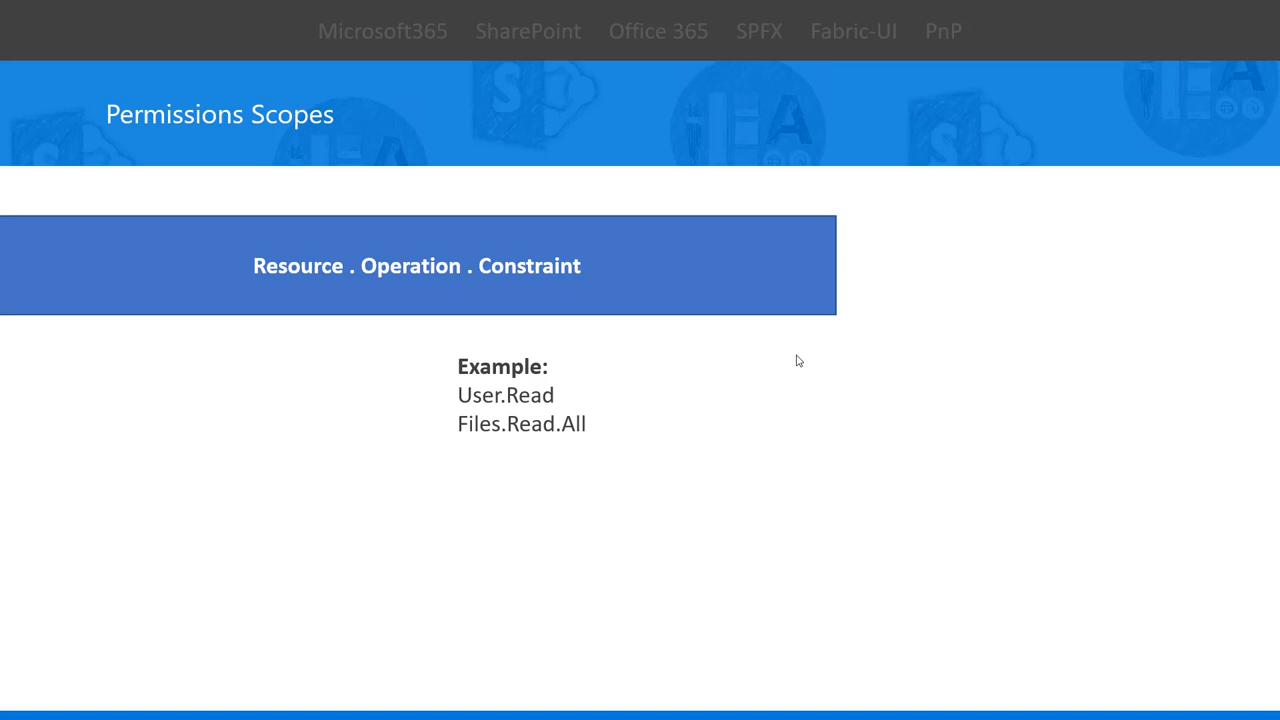 Microsoft365 SharePoint Office 365 SPFX Fabric-UI PnP
Permissions Scopes
Resource . Operation . Constraint
Example:
User.Read
Files.Read.All